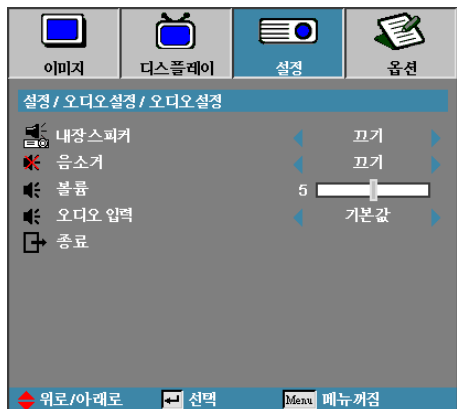 이미지 디스플레이 설정 옵션
설정 / 오디오설정 / 오디오설정
내장스피커 끄기
음소거 끄기
볼륨 5
오디오 입력 기본값
종료
위로/아래로 선택 Menu 메뉴꺼짐